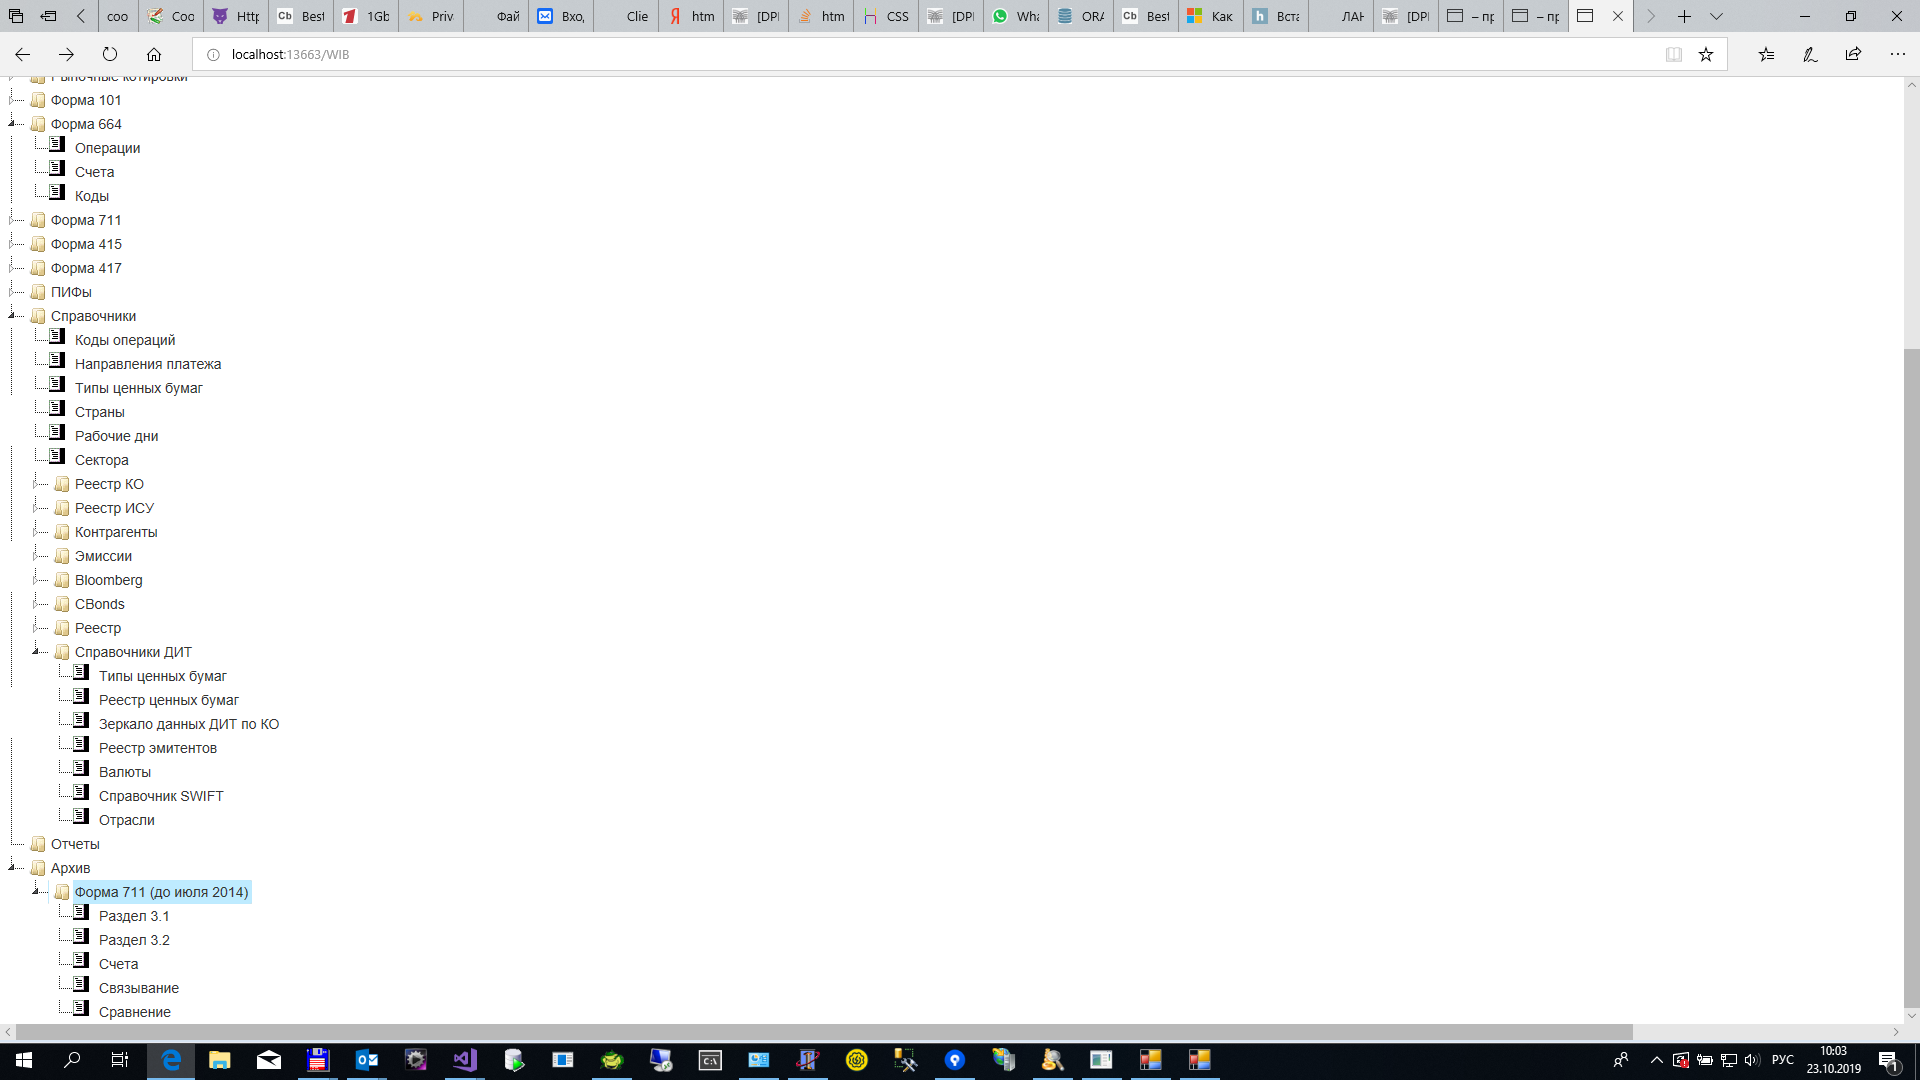 coo
Coo
Http
Cb Best
1Gb
Priv
Фай
Вхо,
Clie
Я htm
[DPI
htm
CSS
[DPI
Wha
ORA
Cb Best
Как
h Вста
ЛАН
[DPI
– пр
– пр
localhost:13663/WIB
Рыночные котировки
Форма 101
Форма 664
Операции
Счета
Коды
Форма 711
Форма 415
Форма 417
ПИФы
Справочники
Коды операций
Направления платежа
Типы ценных бумаг
Страны
Рабочие дни
Сектора
Реестр КО
Реестр ИСУ
Контрагенты
Эмиссии
Bloomberg
CBonds
Реестр
Справочники ДИТ
Типы ценных бумаг
Реестр ценных бумаг
Зеркало данных ДИТ по КО
Реестр эмитентов
Валюты
Справочник SWIFT
Отрасли
Отчеты
Архив
Форма 711 (до июля 2014)
Раздел 3.1
Раздел 3.2
Счета
Связывание
Сравнение
РУС
10:03
23.10.2019
1